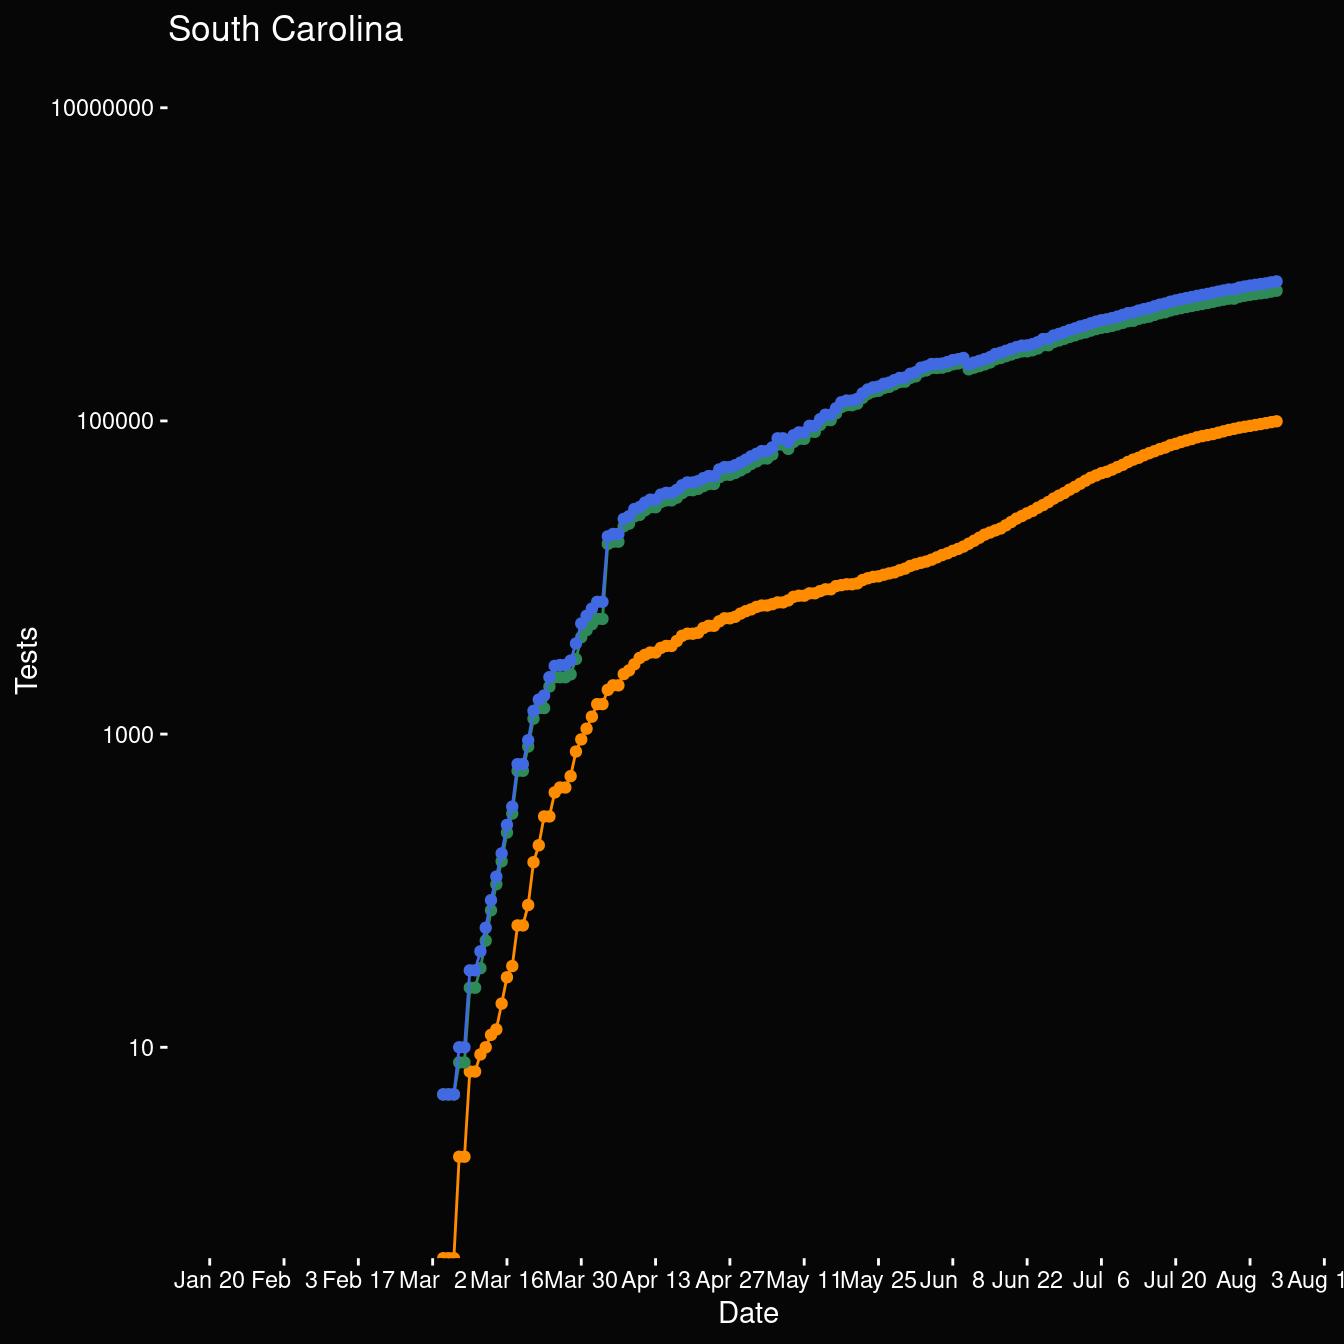 South Carolina
10000000
100000
1000
10
Tests
Jan 20 Feb 3 Feb 17 Mar 2 Mar 16 Mar 30 Apr 13 Apr 27 May 11 May 25 Jun 8 Jun 22 Jul 6 Jul 20 Aug 3 Aug 1
Date